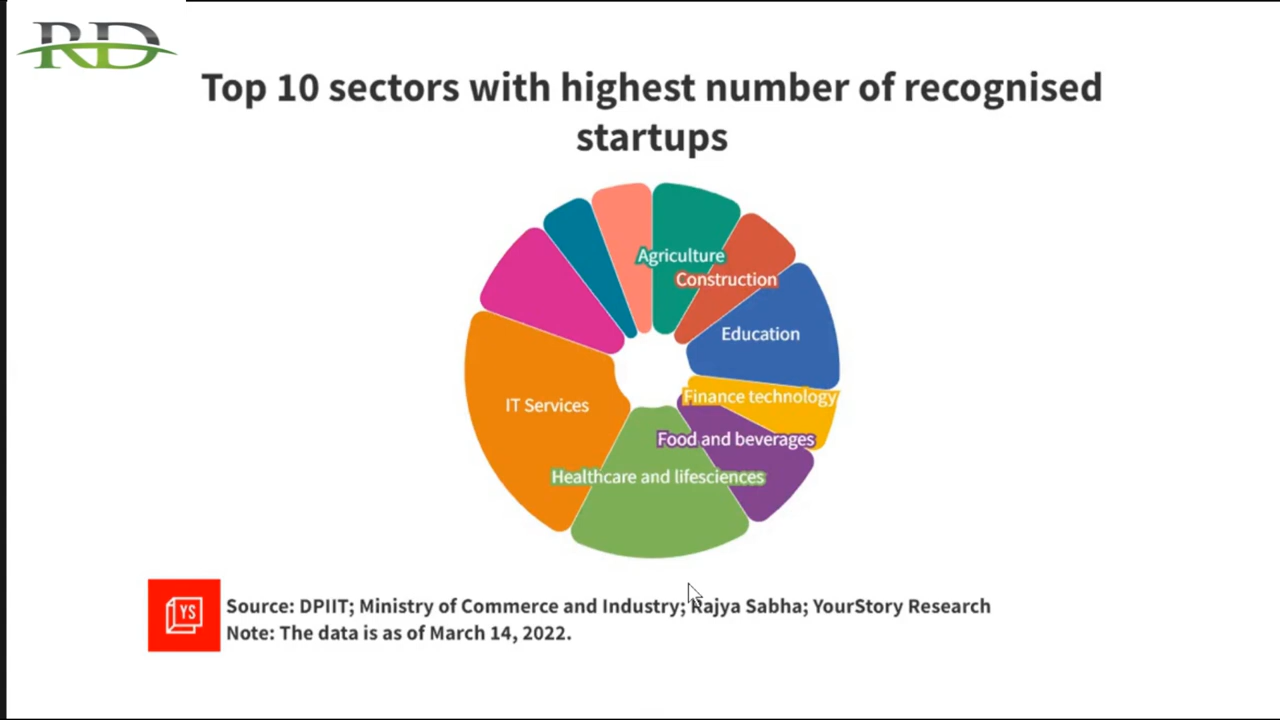 RD
Top 10 sectors with highest number of recognised
startups
Agriculture
Construction
Education
Finance technology
Food and beverages
IT Services
Healthcare and lifesciences
YS
Source: DPIIT; Ministry of Commerce and Industry; Rajya Sabha; YourStory Research
Note: The data is as of March 14, 2022.